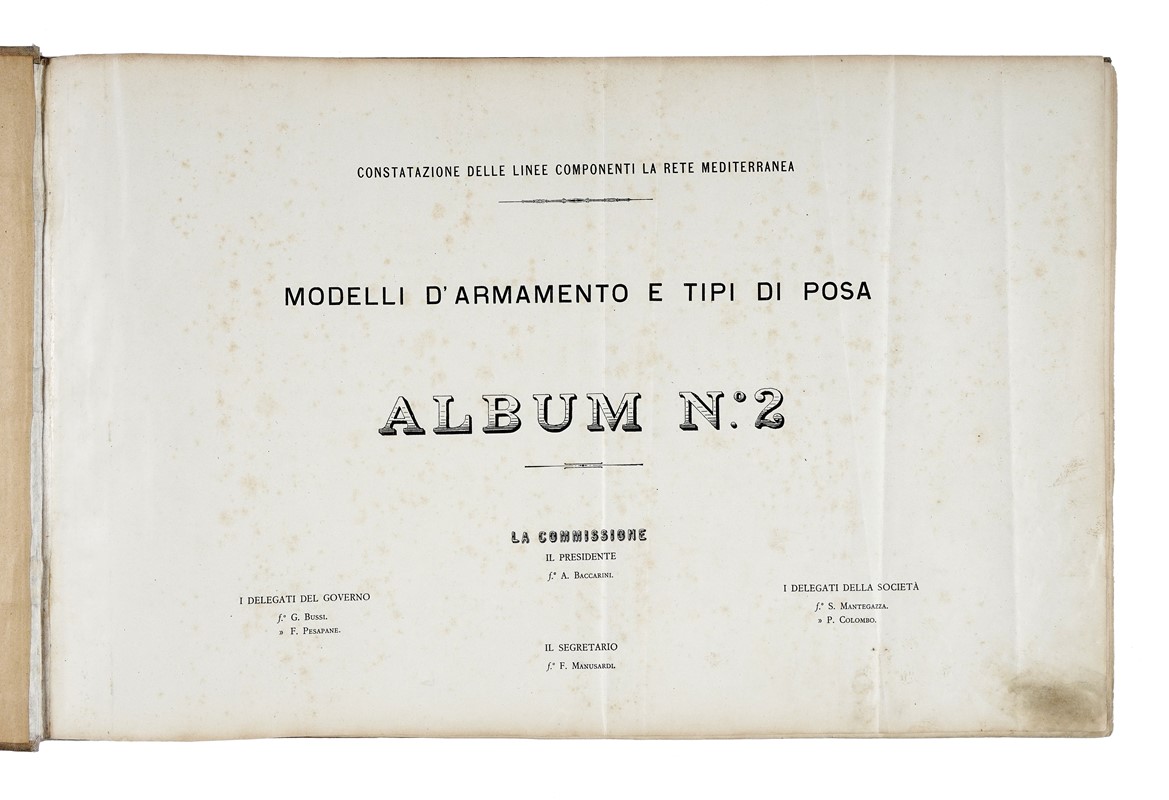 CONSTATAZIONE DELLE LINEE COMPONENTI LA RETE MEDITERRANEA
MODELLI D'ARMAMENTO E TIPI DI POSA
ALBUM N.º 2
LA COMMISSIONE
IL PRESIDENTE
f.º A. BACCARINI.
I DELEGATI DEL GOVERNO
f.º G. BUSSI.
» F. PESAPANE.
I DELEGATI DELLA SOCIETÀ
f.º S. MANTEGAZZA.
» P. COLOMBO.
IL SEGRETARIO
f.º F. MANUSARDI.